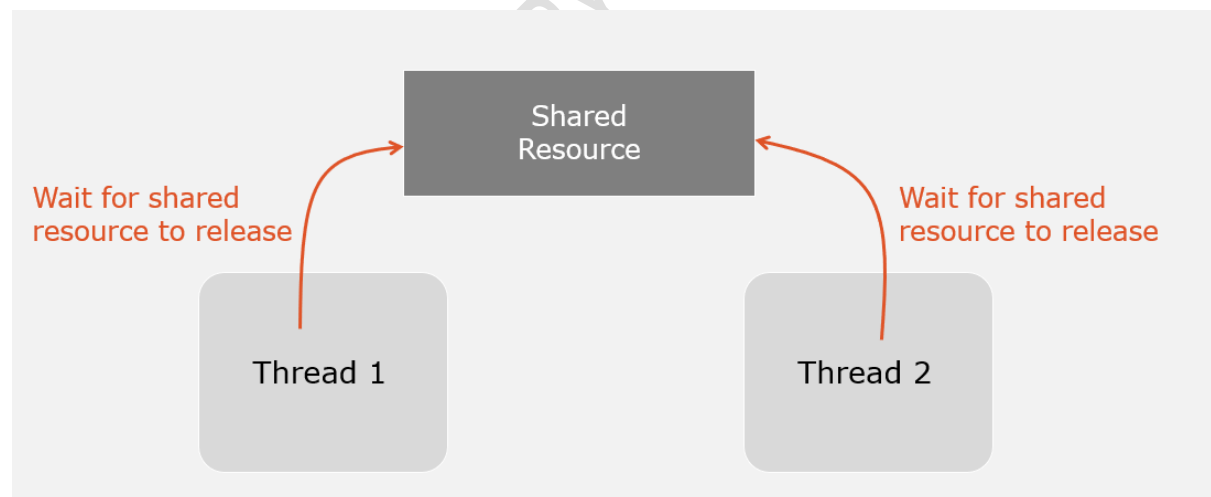 Shared
Resource
Wait for shared
resource to release
Wait for shared
resource to release
Thread 1
Thread 2